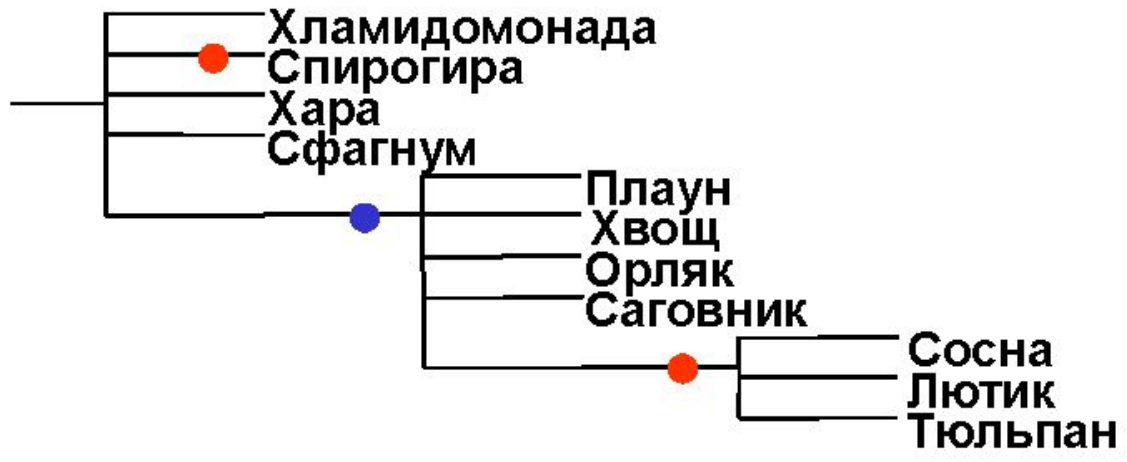 Хламидомонада
Спирогира
Хара
Сфагнум
Плаун
Хвощ
Орляк
Саговник
Сосна
Лютик
Тюльпан